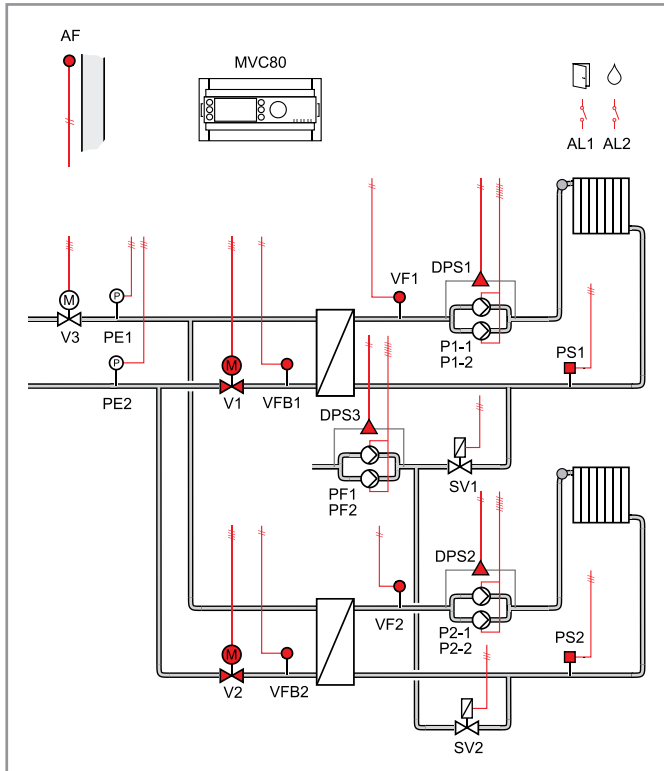 AF
MVC80
AL1 AL2
M
P
P
V3
PE1
PE2
M
V1
VFB1
VF1
DPS1
P1-1
P1-2
PS1
DPS3
PF1
PF2
SV1
M
V2
VFB2
VF2
DPS2
P2-1
P2-2
PS2
SV2